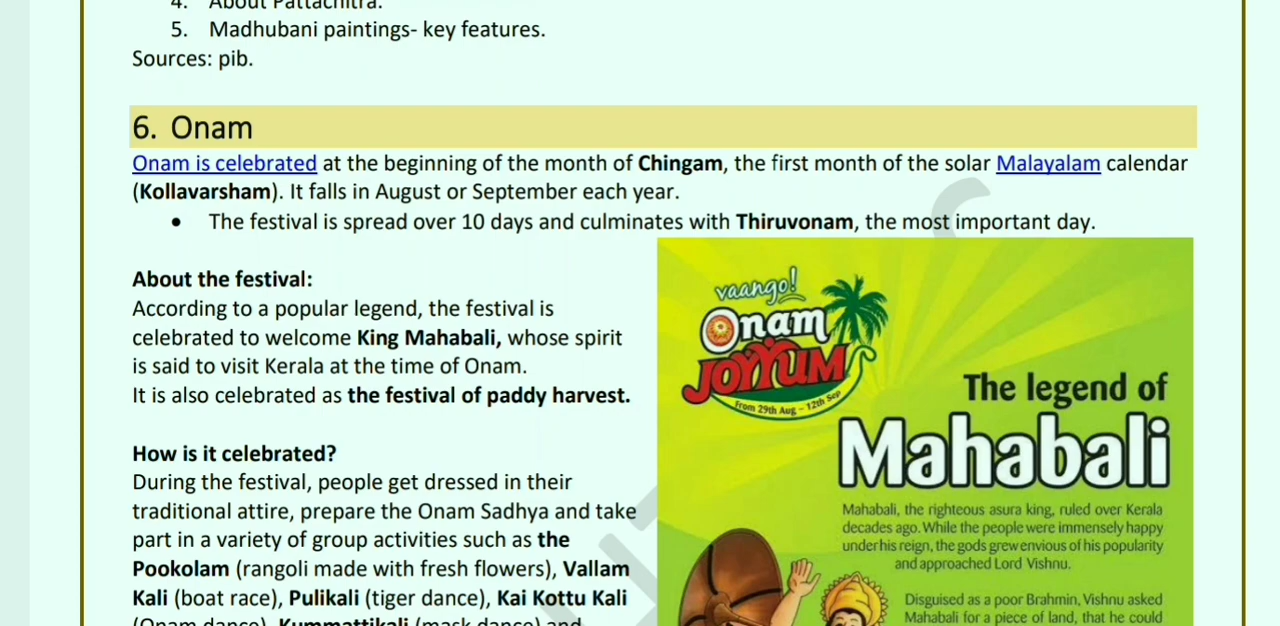 4. About Pattachitra.
5. Madhubani paintings- key features.
Sources: pib.
6. Onam
Onam is celebrated at the beginning of the month of Chingam, the first month of the solar Malayalam calendar
(Kollavarsham). It falls in August or September each year.
• The festival is spread over 10 days and culminates with Thiruvonam, the most important day.
About the festival:
According to a popular legend, the festival is
celebrated to welcome King Mahabali, whose spirit
is said to visit Kerala at the time of Onam.
It is also celebrated as the festival of paddy harvest.
How is it celebrated?
During the festival, people get dressed in their
traditional attire, prepare the Onam Sadhya and take
part in a variety of group activities such as the
Pookolam (rangoli made with fresh flowers), Vallam
Kali (boat race), Pulikali (tiger dance), Kai Kottu Kali
(Onam dance), Kummattikali (mask dance) and
vaango!
Onam
JOYYUM
From 29th Aug - 12th Sep
The legend of
Mahabali
Mahabali, the righteous asura king, ruled over Kerala
decades ago. While the people were immensely happy
under his reign, the gods grew envious of his popularity
and approached Lord Vishnu.
Disguised as a poor Brahmin, Vishnu asked
Mahabali for a piece of land, that he could